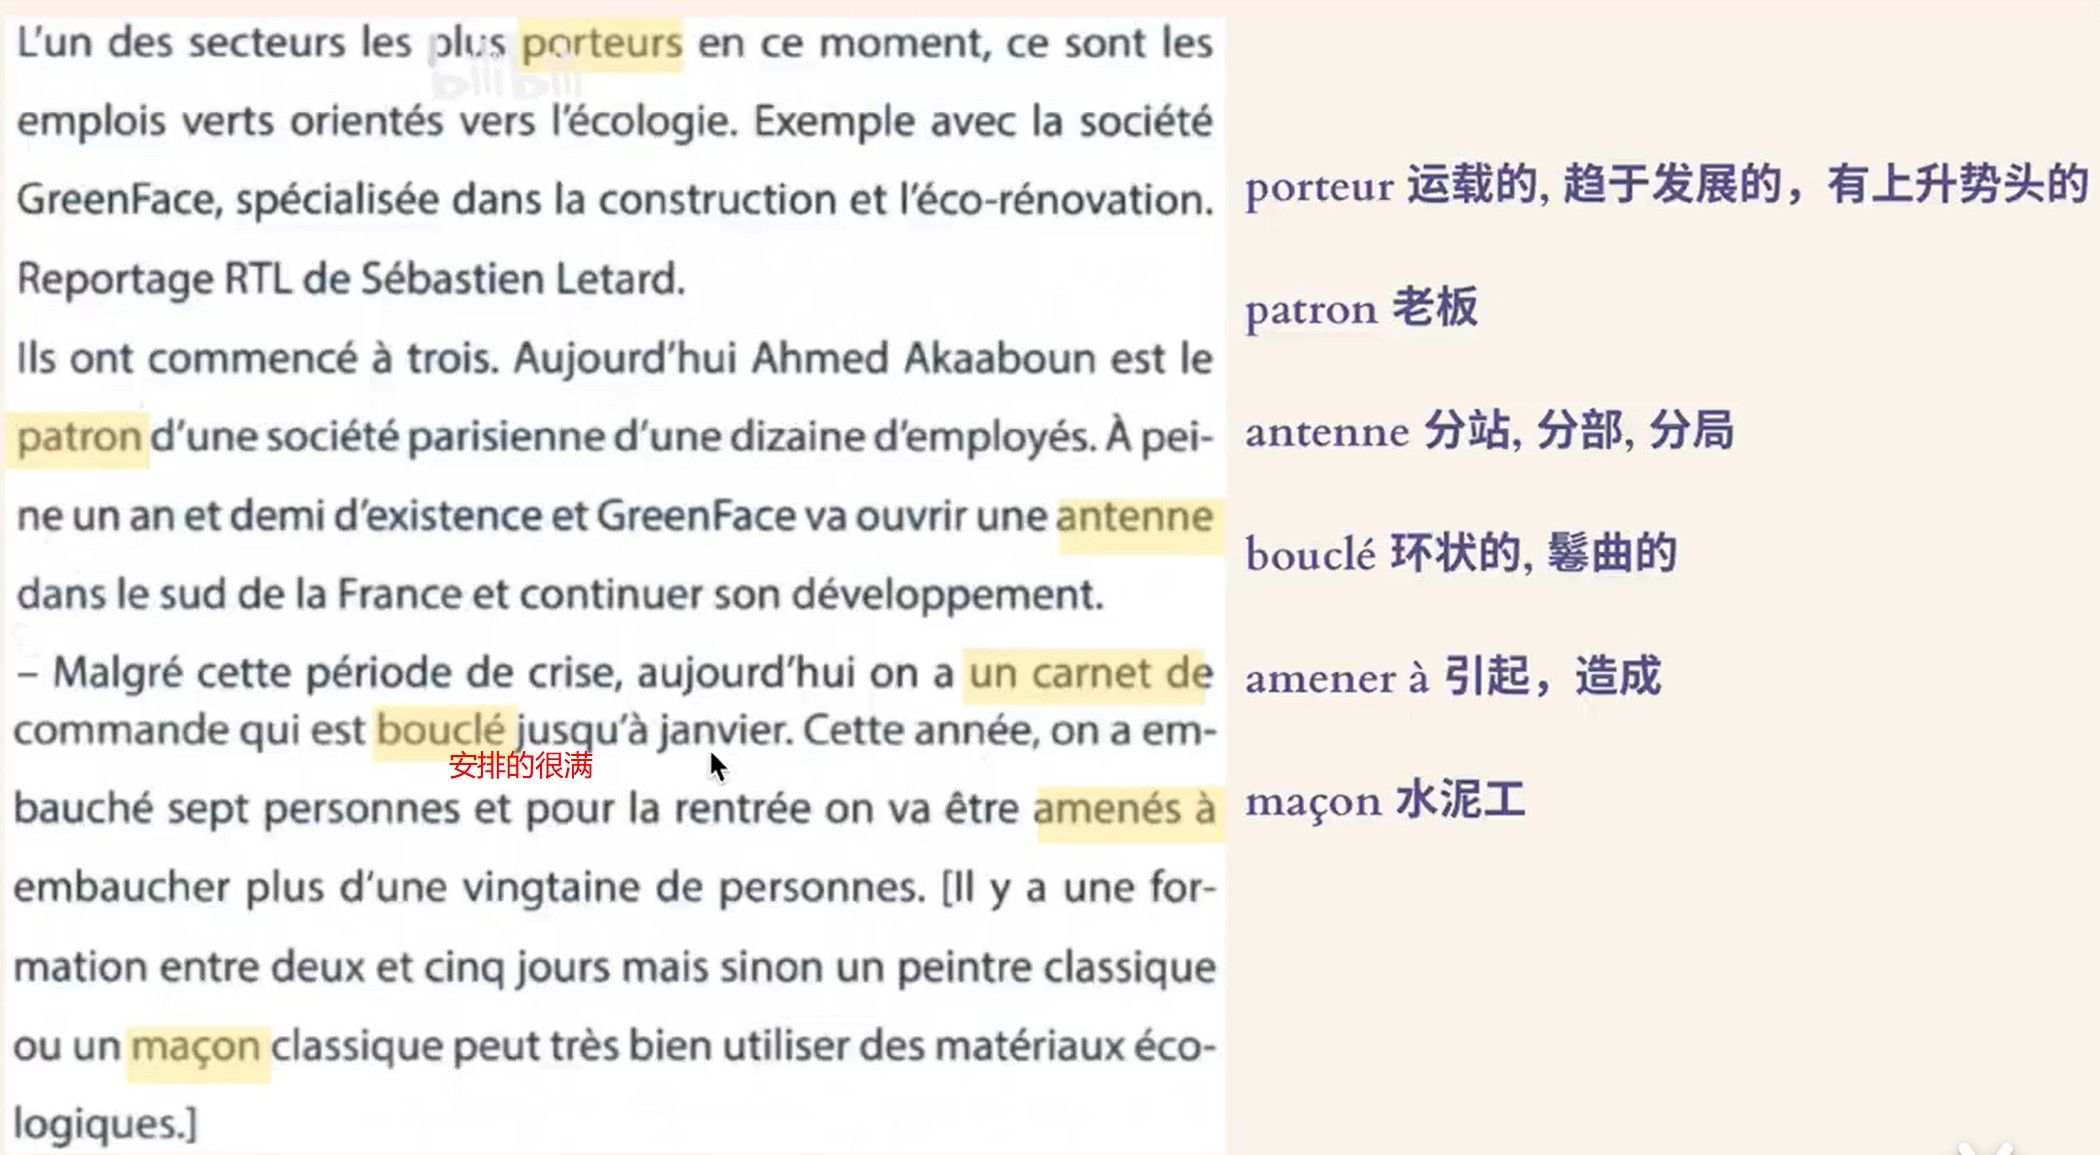 L'un des secteurs les plus porteurs en ce moment, ce sont les
emplois verts orientés vers l'écologie. Exemple avec la société
GreenFace, spécialisée dans la construction et l'éco-rénovation.
Reportage RTL de Sébastien Letard.
Ils ont commencé à trois. Aujourd'hui Ahmed Akaaboun est le
patron d'une société parisienne d'une dizaine d'employés. À pei-
ne un an et demi d'existence et GreenFace va ouvrir une antenne
dans le sud de la France et continuer son développement.
– Malgré cette période de crise, aujourd'hui on a un carnet de
commande qui est bouclé jusqu'à janvier. Cette année, on a em-
安排的很满
bauché sept personnes et pour la rentrée on va être amenés à
embaucher plus d'une vingtaine de personnes. [Il y a une for-
mation entre deux et cinq jours mais sinon un peintre classique
ou un maçon classique peut très bien utiliser des matériaux éco-
logiques.]
porteur 运载的, 趋于发展的，有上升势头的
patron 老板
antenne 分站, 分部, 分局
bouclé 环状的, 鬈曲的
amener à 引起，造成
maçon 水泥工
bilibili